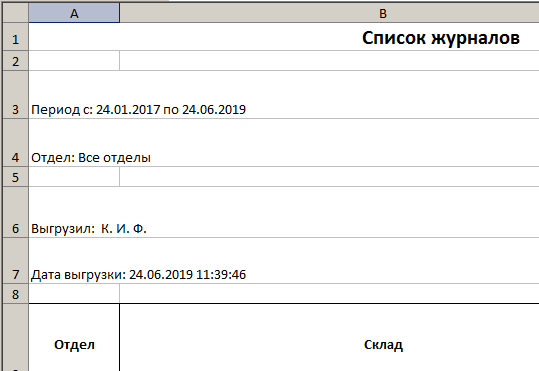 A B
1 Список журналов
2
3 Период с: 24.01.2017 по 24.06.2019
4 Отдел: Все отделы
5
6 Выгрузил: К. И. Ф.
7 Дата выгрузки: 24.06.2019 11:39:46
8
Отдел Склад